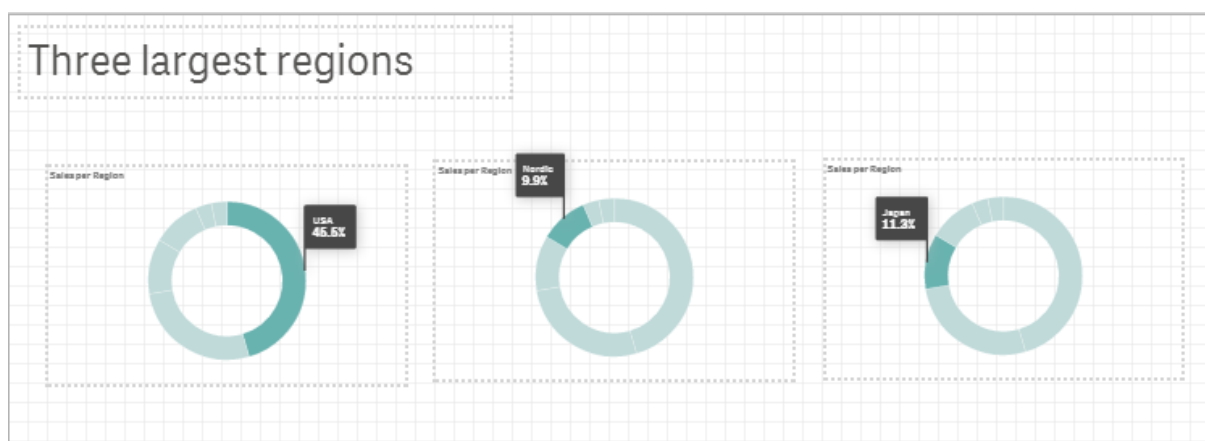 Three largest regions
Sales per Region
USA
45.5%
Sales per Region
Nordic
9.9%
Sales per Region
Japan
11.3%